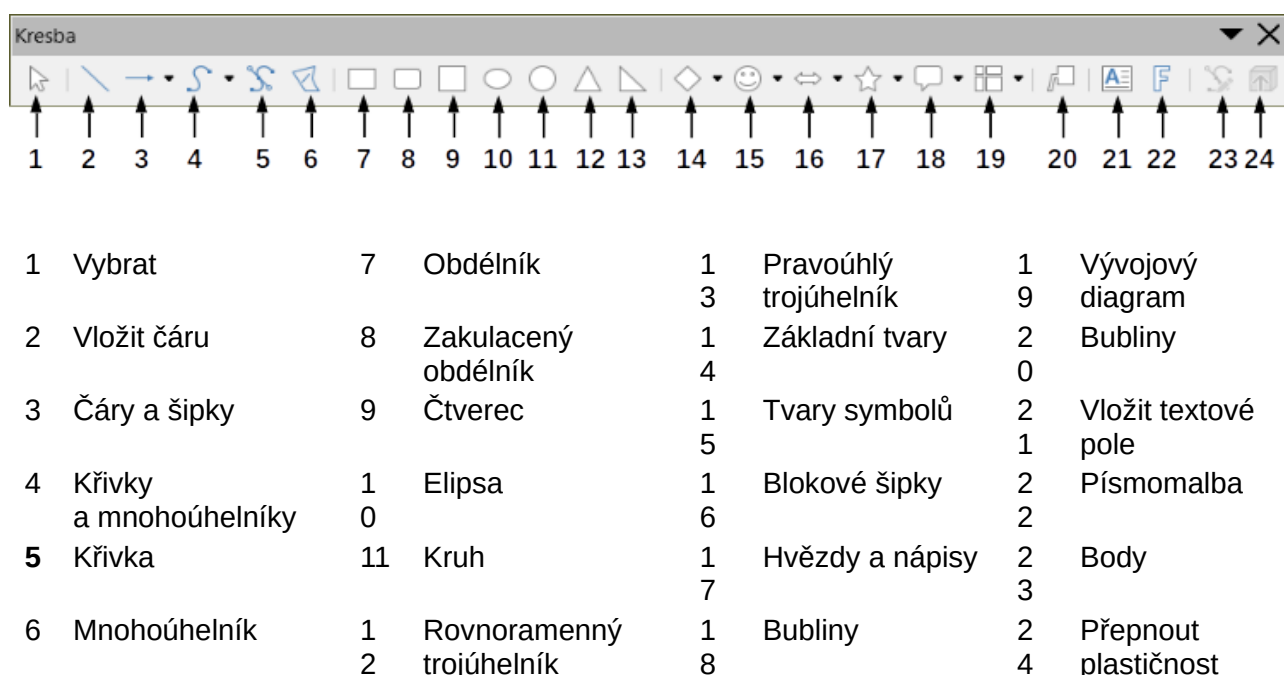 Kresba
1 2 3 4 5 6 7 8 9 10 11 12 13 14 15 16 17 18 19 20 21 22 23 24
1 Vybrat 7 Obdélník 1 Pravoúhlý 1 Vývojový
3 trojúhelník 9 diagram
2 Vložit čáru 8 Zakulacený 1 Základní tvary 2 Bubliny
obdélník 4 0
3 Čáry a šipky 9 Čtverec 1 Tvary symbolů 2 Vložit textové
5 1 pole
4 Křivky 1 Elipsa 1 Blokové šipky 2 Písmomalba
a mnohoúhelníky 0 6 2
5 Křivka 11 Kruh 1 Hvězdy a nápisy 2 Body
7 3
6 Mnohoúhelník 1 Rovnoramenný 1 Bubliny 2 Přepnout
2 trojúhelník 8 4 plastičnost